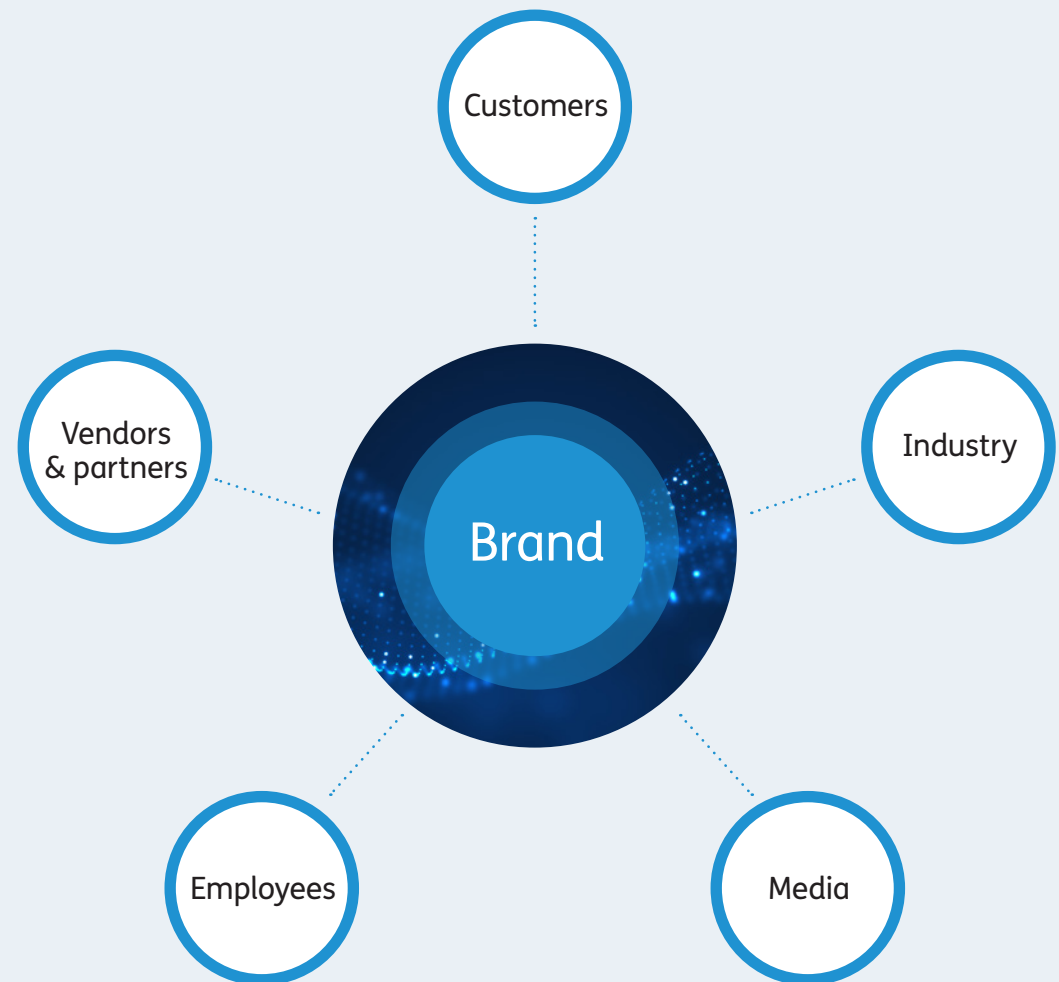 Customers
Vendors
& partners
Industry
Brand
Employees
Media